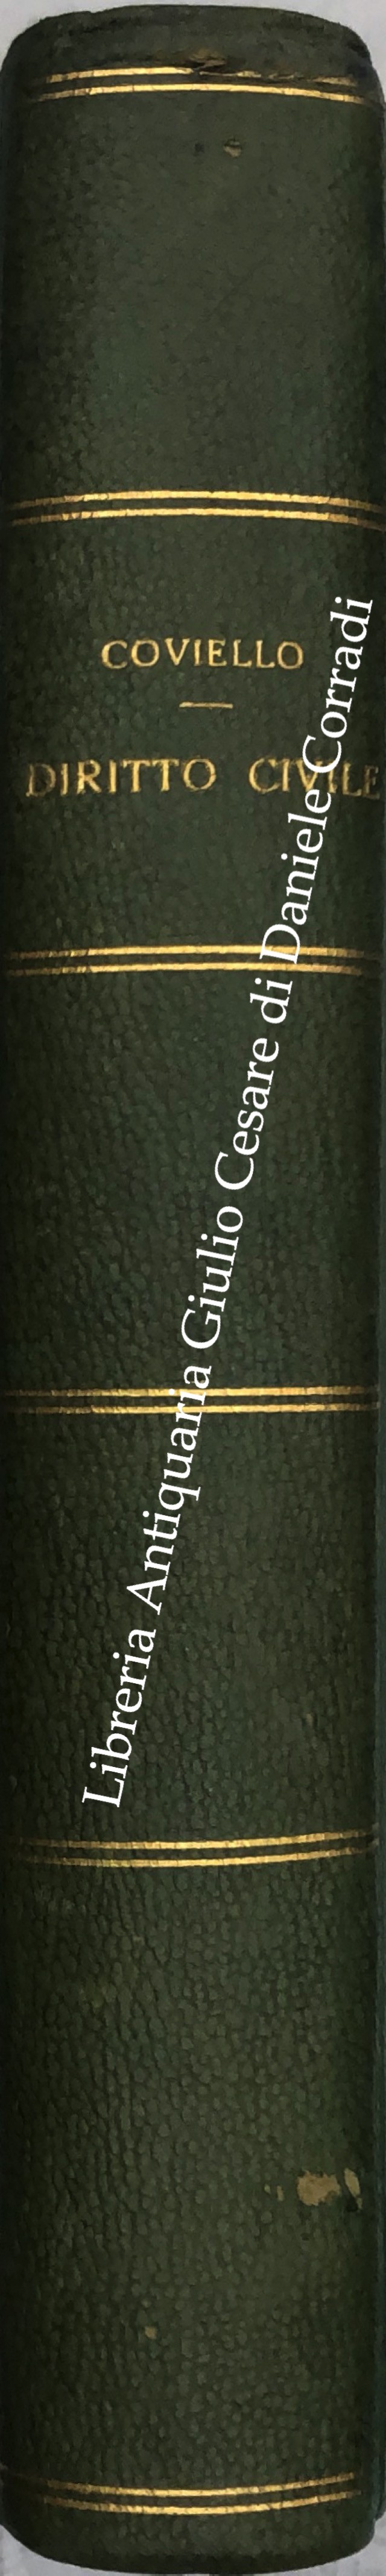 COVIELLO
DIRITTO CIVILE
Libreria Antiquaria Giulio Cesare di Daniele Corradi